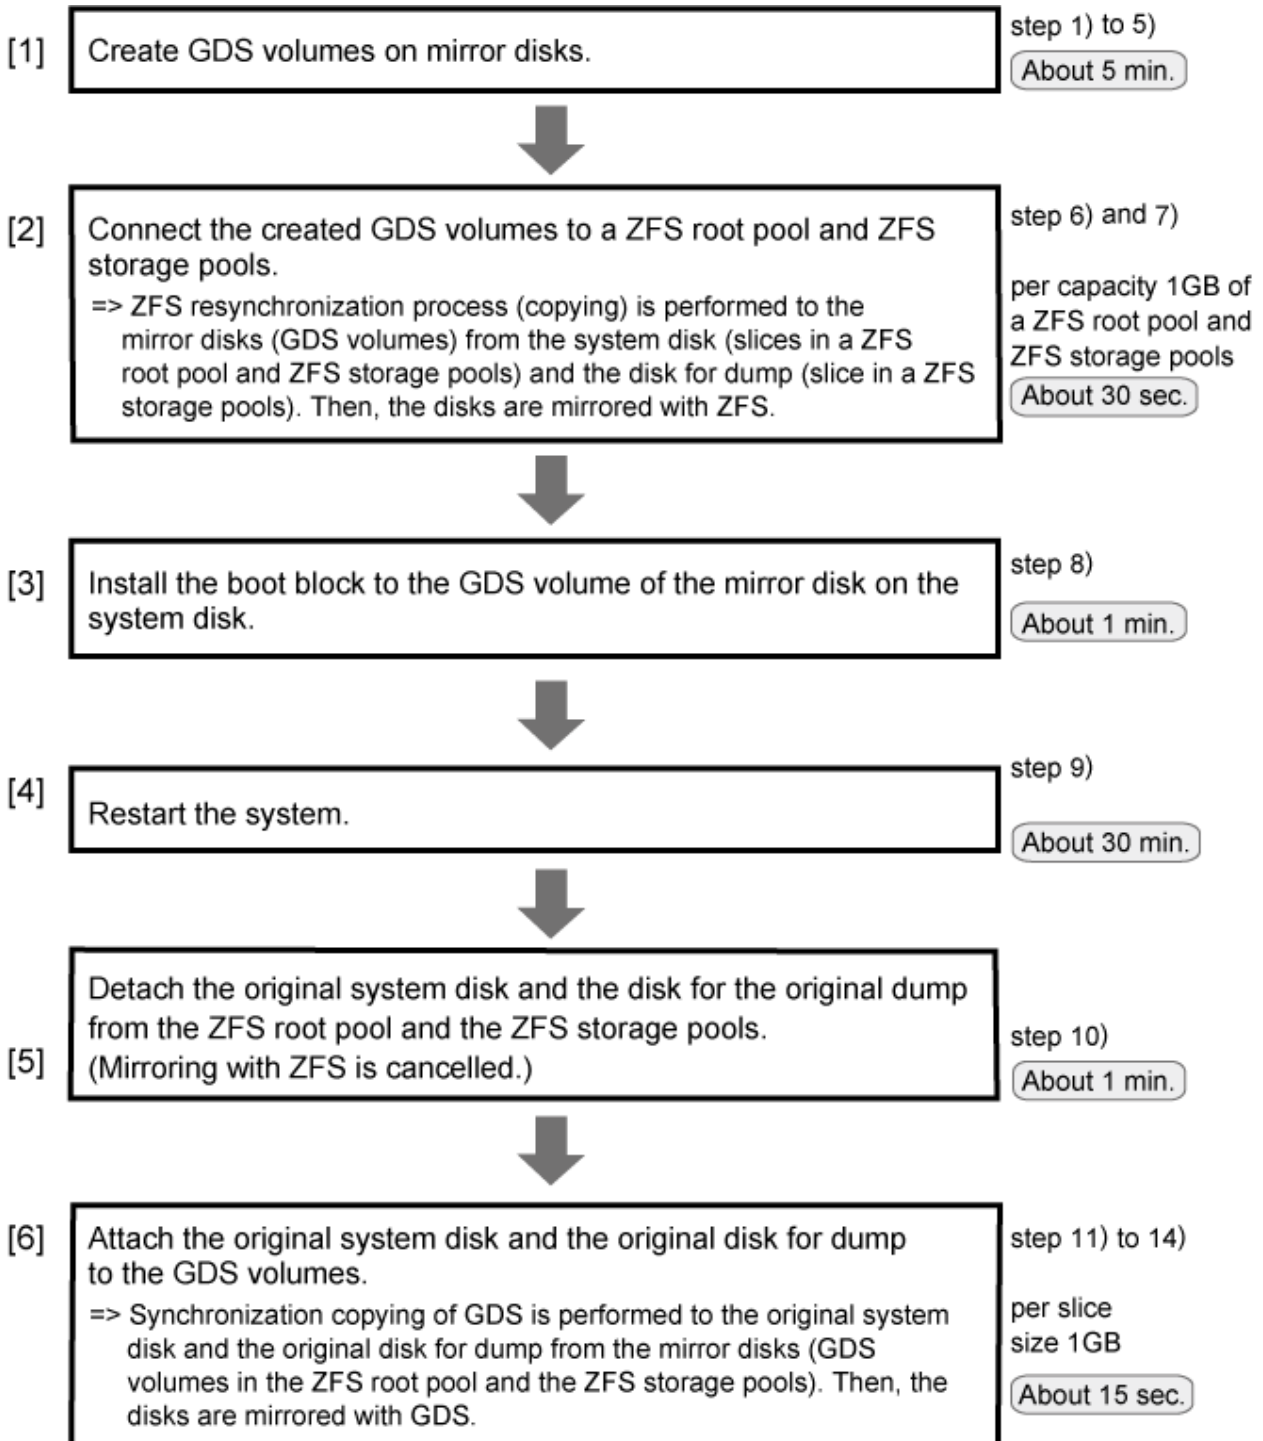 [1]
Create GDS volumes on mirror disks.
step 1) to 5)
About 5 min.
[2]
Connect the created GDS volumes to a ZFS root pool and ZFS
storage pools.
=> ZFS resynchronization process (copying) is performed to the
mirror disks (GDS volumes) from the system disk (slices in a ZFS
root pool and ZFS storage pools) and the disk for dump (slice in a ZFS
storage pools). Then, the disks are mirrored with ZFS.
step 6) and 7)
per capacity 1GB of
a ZFS root pool and
ZFS storage pools
About 30 sec.
[3]
Install the boot block to the GDS volume of the mirror disk on the
system disk.
step 8)
About 1 min.
[4]
Restart the system.
step 9)
About 30 min.
[5]
Detach the original system disk and the disk for the original dump
from the ZFS root pool and the ZFS storage pools.
(Mirroring with ZFS is cancelled.)
step 10)
About 1 min.
[6]
Attach the original system disk and the original disk for dump
to the GDS volumes.
=> Synchronization copying of GDS is performed to the original system
disk and the original disk for dump from the mirror disks (GDS
volumes in the ZFS root pool and the ZFS storage pools). Then, the
disks are mirrored with GDS.
step 11) to 14)
per slice
size 1GB
About 15 sec.